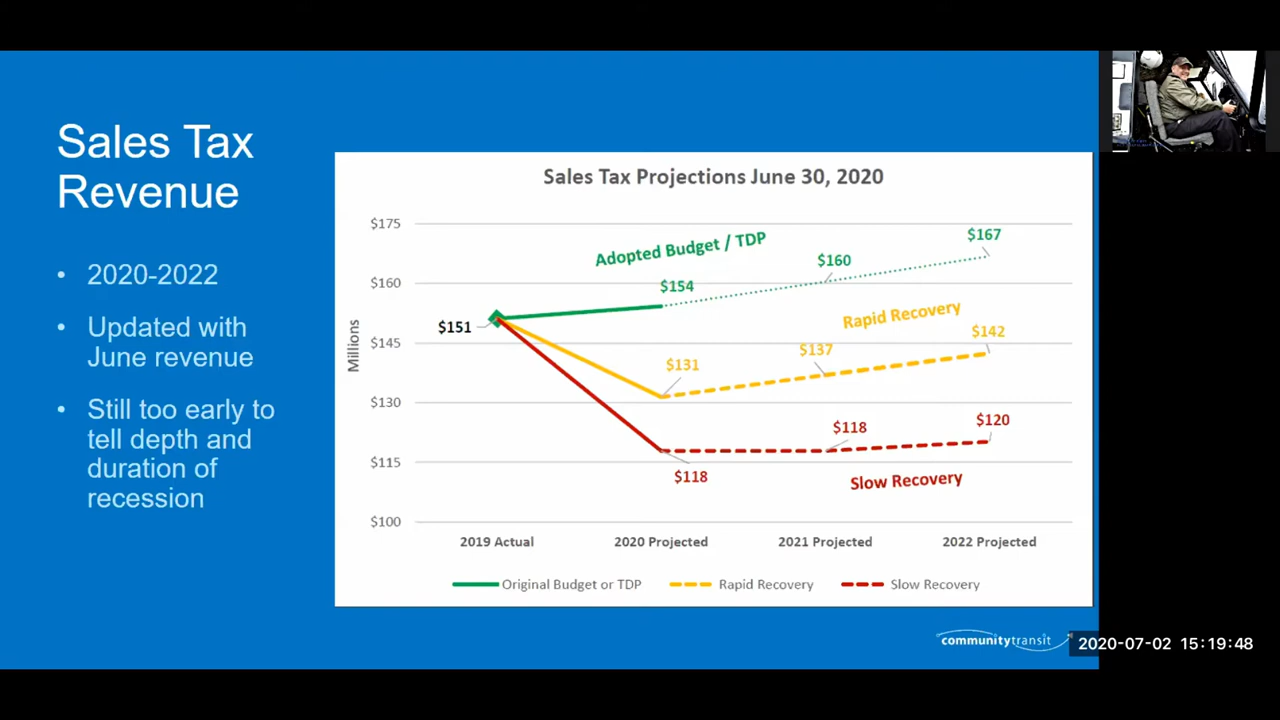 Sales Tax
Revenue
• 2020-2022
• Updated with
June revenue
• Still too early to
tell depth and
duration of
recession
Sales Tax Projections June 30, 2020
Millions
$175
$160
$145
$130
$115
$100
Adopted Budget / TDP
$154
$160
$167
$151
Rapid Recovery
$131
$137
$142
$118
$118
$120
Slow Recovery
2019 Actual
2020 Projected
2021 Projected
2022 Projected
Original Budget or TDP
Rapid Recovery
Slow Recovery
communitytransit
2020-07-02 15:19:48